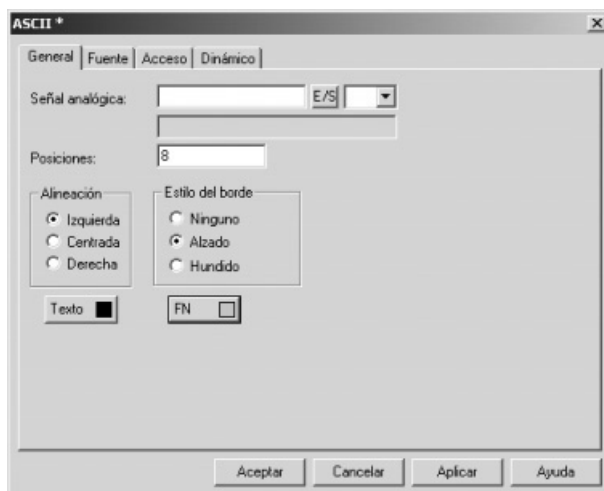 ASCII *
General Fuente Acceso Dinámico
Señal analógica: E/S
Posiciones: 8
Alineación Estilo del borde
Izquierda Ninguno
Centrada Alzado
Derecha Hundido
Texto FN
Aceptar Cancelar Aplicar Ayuda